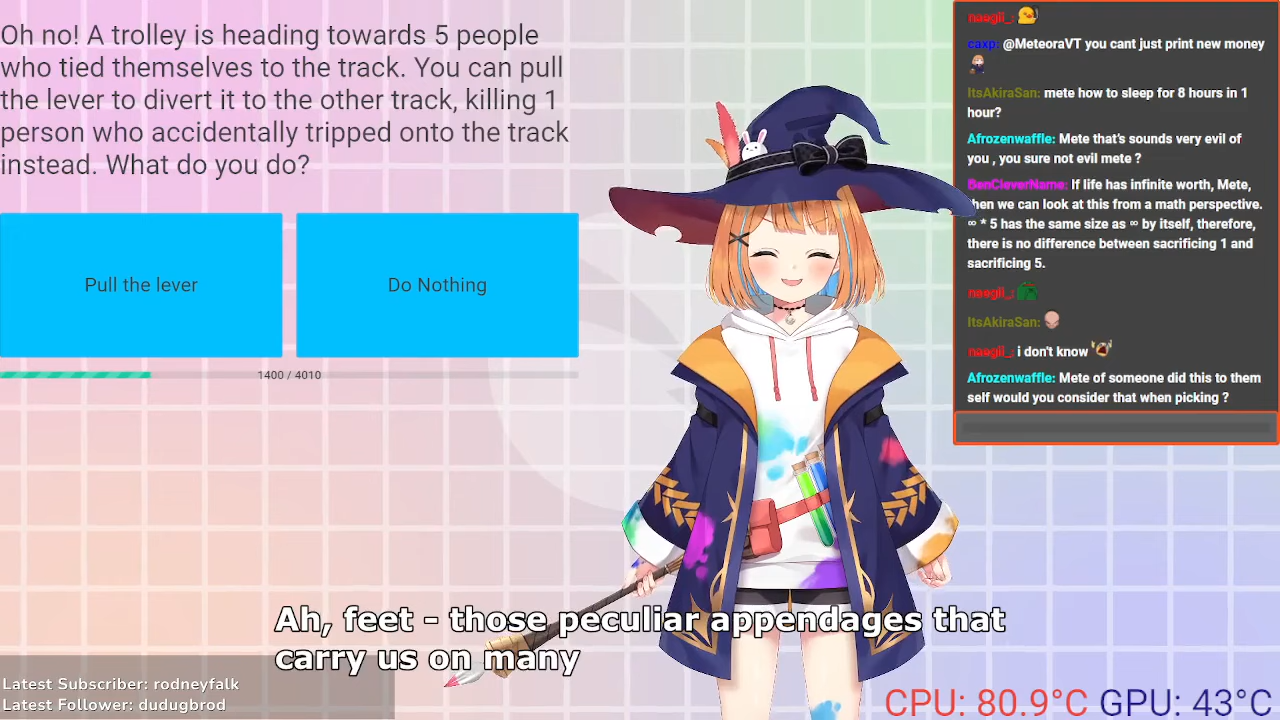 Oh no! A trolley is heading towards 5 people
who tied themselves to the track. You can pull
the lever to divert it to the other track, killing 1
person who accidentally tripped onto the track
instead. What do you do?
Pull the lever
Do Nothing
1400 / 4010
naegii_:
caxp: @MeteoraVT you cant just print new money
ItsAkiraSan: mete how to sleep for 8 hours in 1
hour?
Afrozenwaffle: Mete that's sounds very evil of
you , you sure not evil mete ?
BenCleverName: If life has infinite worth, Mete,
then we can look at this from a math perspective.
∞ * 5 has the same size as ∞ by itself, therefore,
there is no difference between sacrificing 1 and
sacrificing 5.
naegii_:
ItsAkiraSan:
naegii_: i don't know
Afrozenwaffle: Mete of someone did this to them
self would you consider that when picking ?
Ah, feet - those peculiar appendages that
carry us on many
Latest Subscriber: rodneyfalk
Latest Follower: dudugbrod
CPU: 80.9°C GPU: 43°C